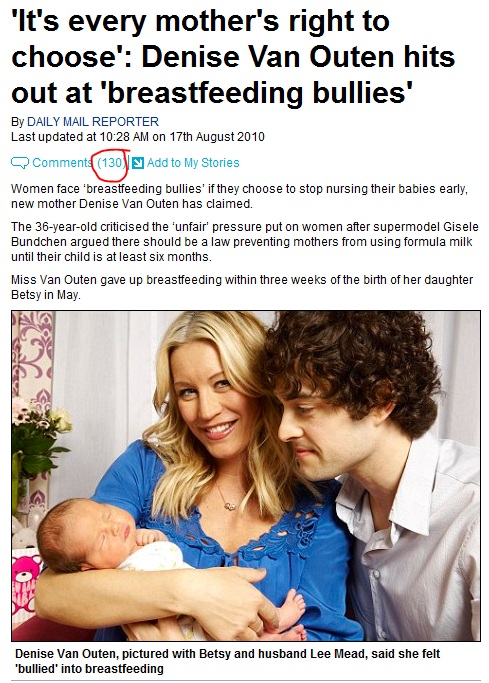 'It's every mother's right to
choose': Denise Van Outen hits
out at 'breastfeeding bullies'
By DAILY MAIL REPORTER
Last updated at 10:28 AM on 17th August 2010
Comments (130) Add to My Stories
Women face 'breastfeeding bullies' if they choose to stop nursing their babies early,
new mother Denise Van Outen has claimed.
The 36-year-old criticised the 'unfair' pressure put on women after supermodel Gisele
Bundchen argued there should be a law preventing mothers from using formula milk
until their child is at least six months.
Miss Van Outen gave up breastfeeding within three weeks of the birth of her daughter
Betsy in May.
Denise Van Outen, pictured with Betsy and husband Lee Mead, said she felt
'bullied' into breastfeeding